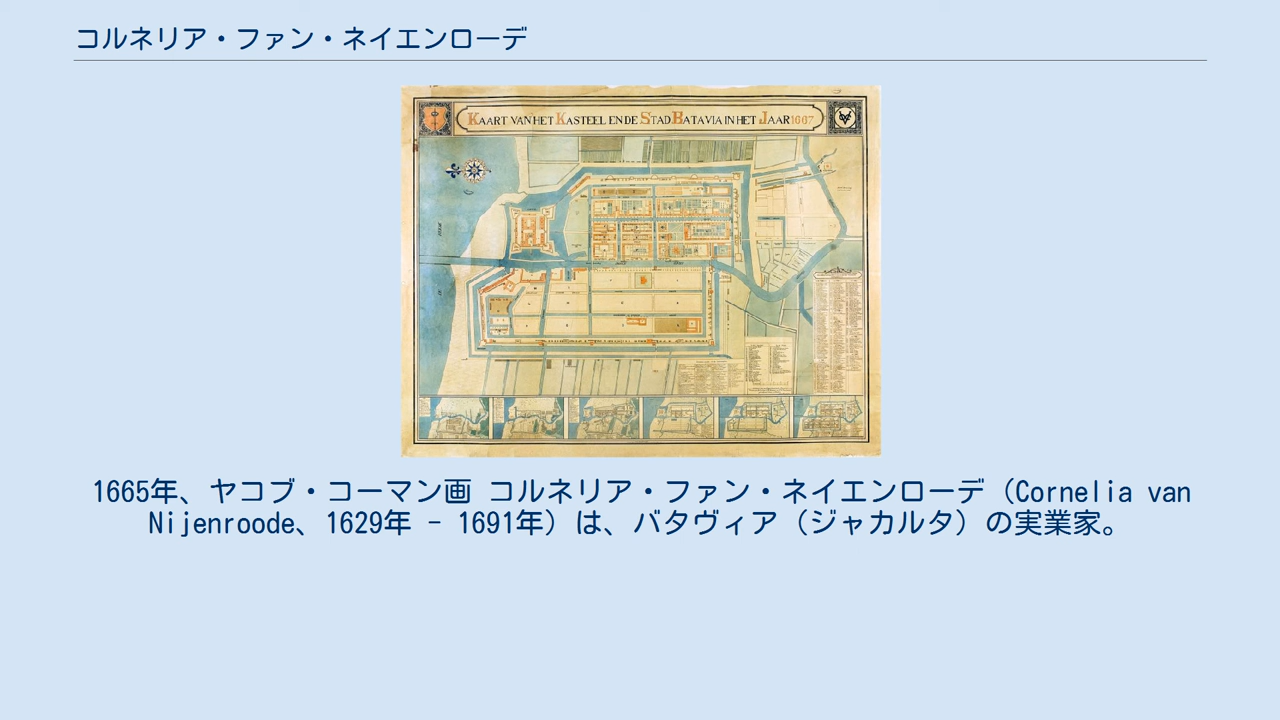 コルネリア・ファン・ネイエンローデ
KAART VAN HET KASTEEL EN DE STAD BATAVIA IN HET JAAR 1667
1665年、ヤコブ・コーマン画 コルネリア・ファン・ネイエンローデ（Cornelia van
Nijenroode、1629年 - 1691年）は、バタヴィア（ジャカルタ）の実業家。